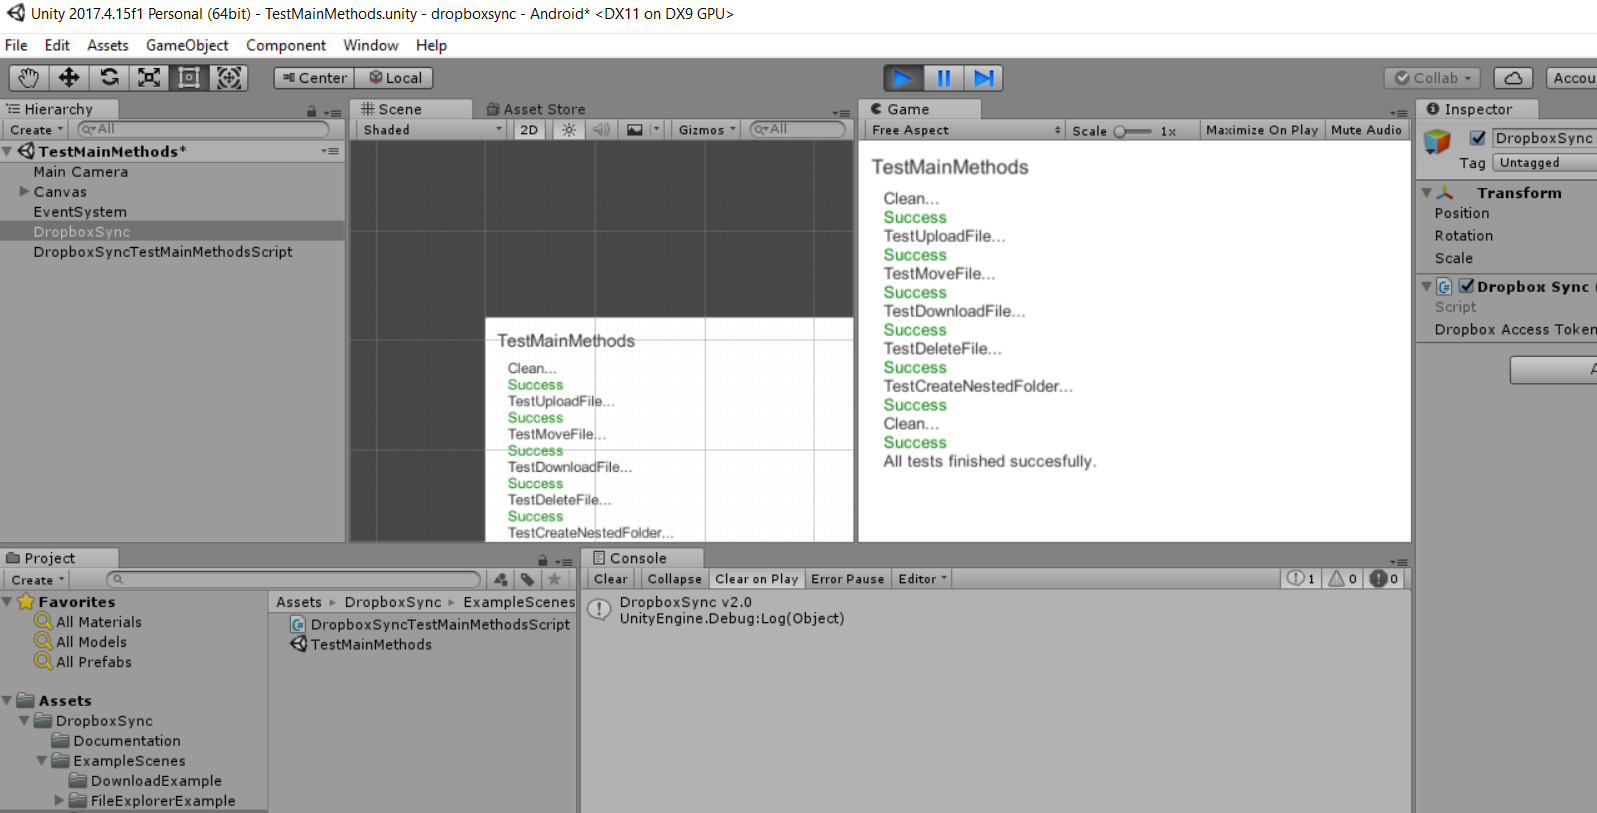 Unity 2017.4.15f1 Personal (64bit) - TestMainMethods.unity - dropboxsync - Android* <DX11 on DX9 GPU>
File Edit Assets GameObject Component Window Help
Center Local Collab Accou
Hierarchy
Create All
TestMainMethods*
Main Camera
Canvas
EventSystem
DropboxSync
DropboxSyncTestMainMethodsScript
Scene Asset Store
Shaded 2D Gizmos All
TestMainMethods
Clean...
Success
TestUploadFile...
Success
TestMoveFile...
Success
TestDownloadFile...
Success
TestDeleteFile...
Success
TestCreateNestedFolder...
Game
Free Aspect Scale 1x Maximize On Play Mute Audio
TestMainMethods
Clean...
Success
TestUploadFile...
Success
TestMoveFile...
Success
TestDownloadFile...
Success
TestDeleteFile...
Success
TestCreateNestedFolder...
Success
Clean...
Success
All tests finished succesfully.
Inspector
DropboxSync
Tag Untagged
Transform
Position
Rotation
Scale
Dropbox Sync (
Script
Dropbox Access Token
A
Project
Create
Favorites
All Materials
All Models
All Prefabs
Assets
DropboxSync
Documentation
ExampleScenes
DownloadExample
FileExplorerExample
Assets DropboxSync ExampleScenes
DropboxSyncTestMainMethodsScript
TestMainMethods
Console
Clear Collapse Clear on Play Error Pause Editor 1 0 0
DropboxSync v2.0
UnityEngine.Debug:Log(Object)